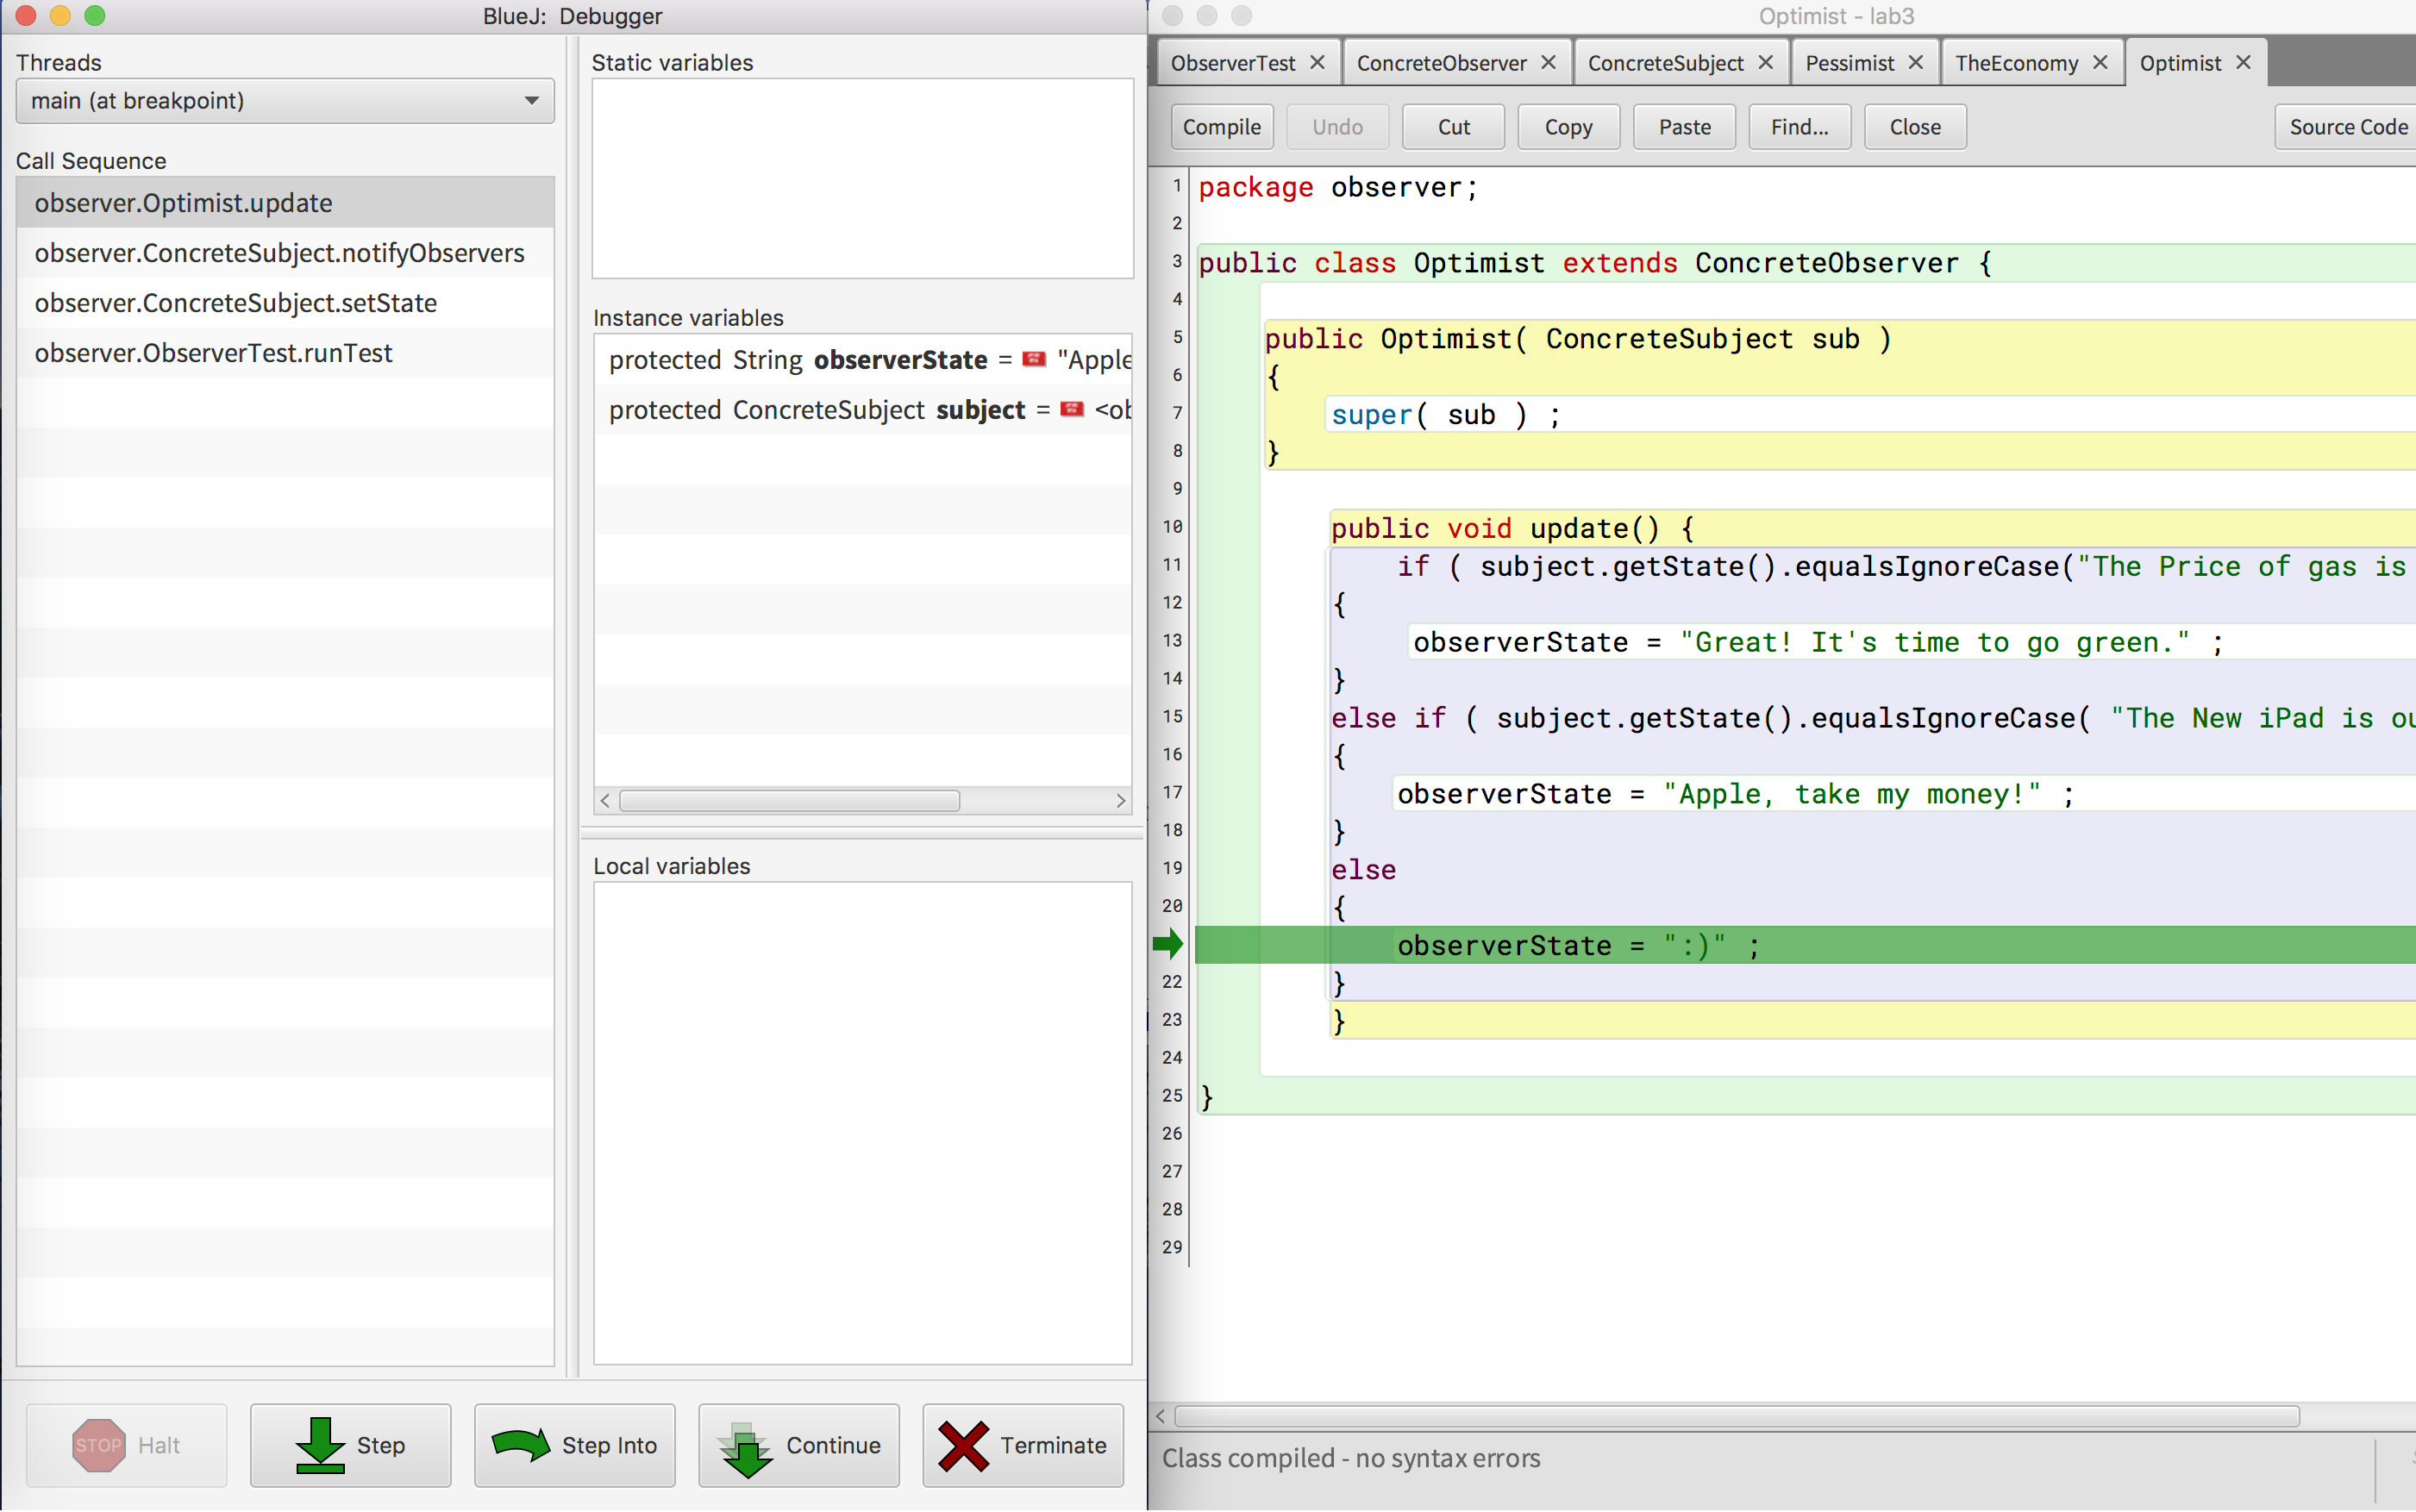 BlueJ: Debugger
Threads
main (at breakpoint)
Call Sequence
observer.Optimist.update
observer.ConcreteSubject.notifyObservers
observer.ConcreteSubject.setState
observer.ObserverTest.runTest
Static variables
Instance variables
protected String observerState = "Apple
protected ConcreteSubject subject = <ob
Local variables
STOP Halt
Step
Step Into
Continue
Terminate
Optimist - lab3
ObserverTest ConcreteObserver ConcreteSubject Pessimist TheEconomy Optimist
Compile Undo Cut Copy Paste Find... Close Source Code
1 package observer;
2
3 public class Optimist extends ConcreteObserver {
4
5 public Optimist( ConcreteSubject sub )
6 {
7 super( sub ) ;
8 }
9
10 public void update() {
11 if ( subject.getState().equalsIgnoreCase("The Price of gas is
12 {
13 observerState = "Great! It's time to go green." ;
14 }
15 else if ( subject.getState().equalsIgnoreCase( "The New iPad is ou
16 {
17 observerState = "Apple, take my money!" ;
18 }
19 else
20 {
observerState = ":)" ;
22 }
23 }
24
25 }
26
27
28
29
Class compiled - no syntax errors